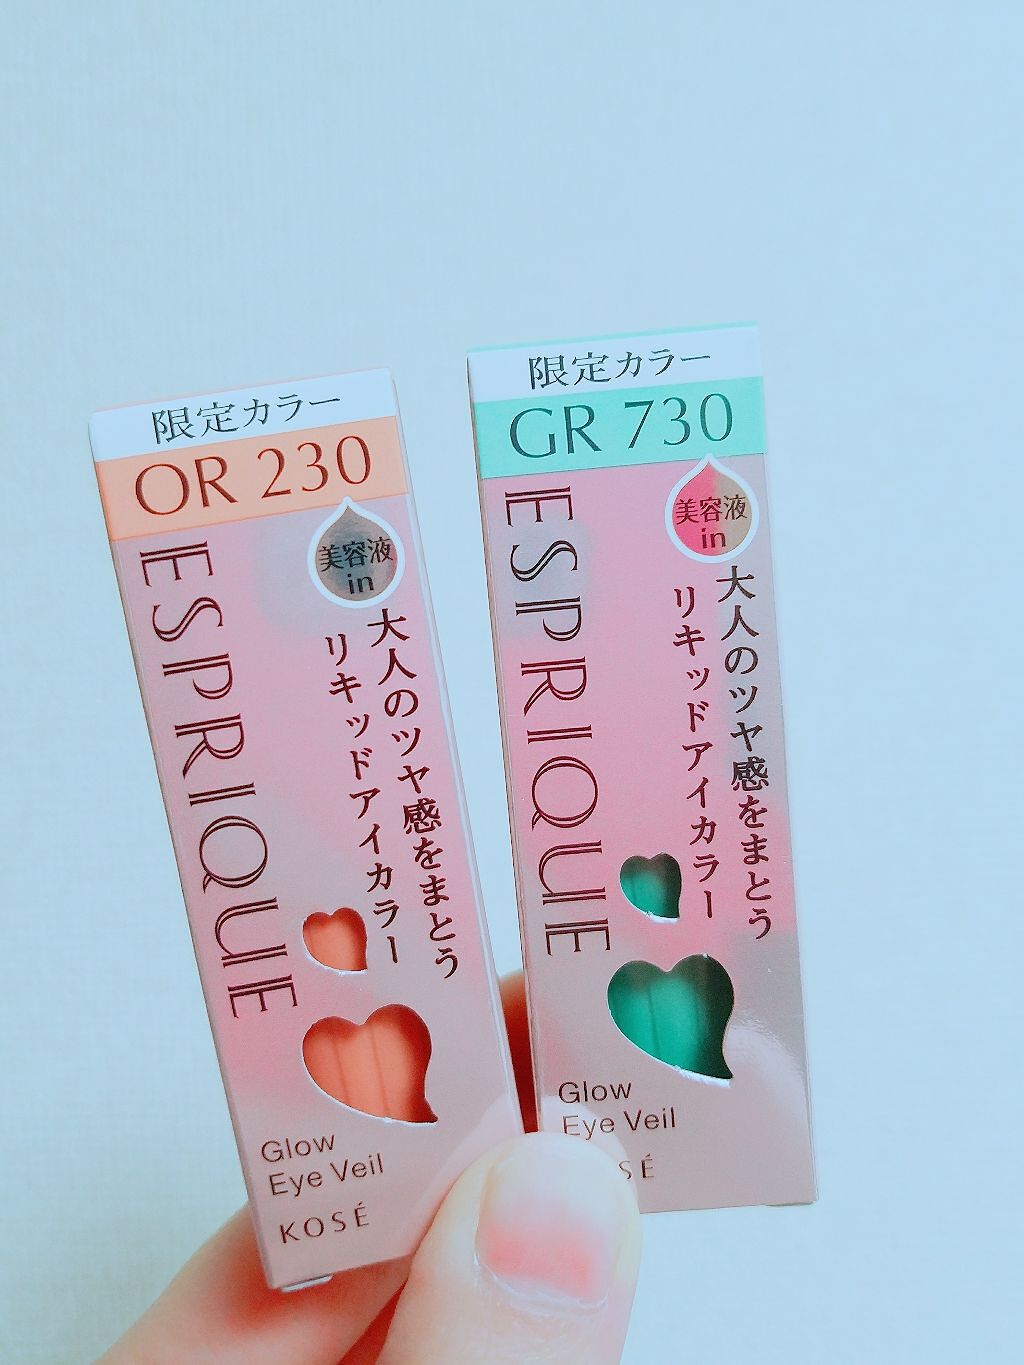 限定カラー
OR 230
美容液
in
ESPRIQUE
大人のツヤ感をまとう
リキッドアイカラー
Glow
Eye Veil
KOSÉ
限定カラー
GR 730
美容液
in
ESPRIQUE
大人のツヤ感をまとう
リキッドアイカラー
Glow
Eye Veil
SÉ